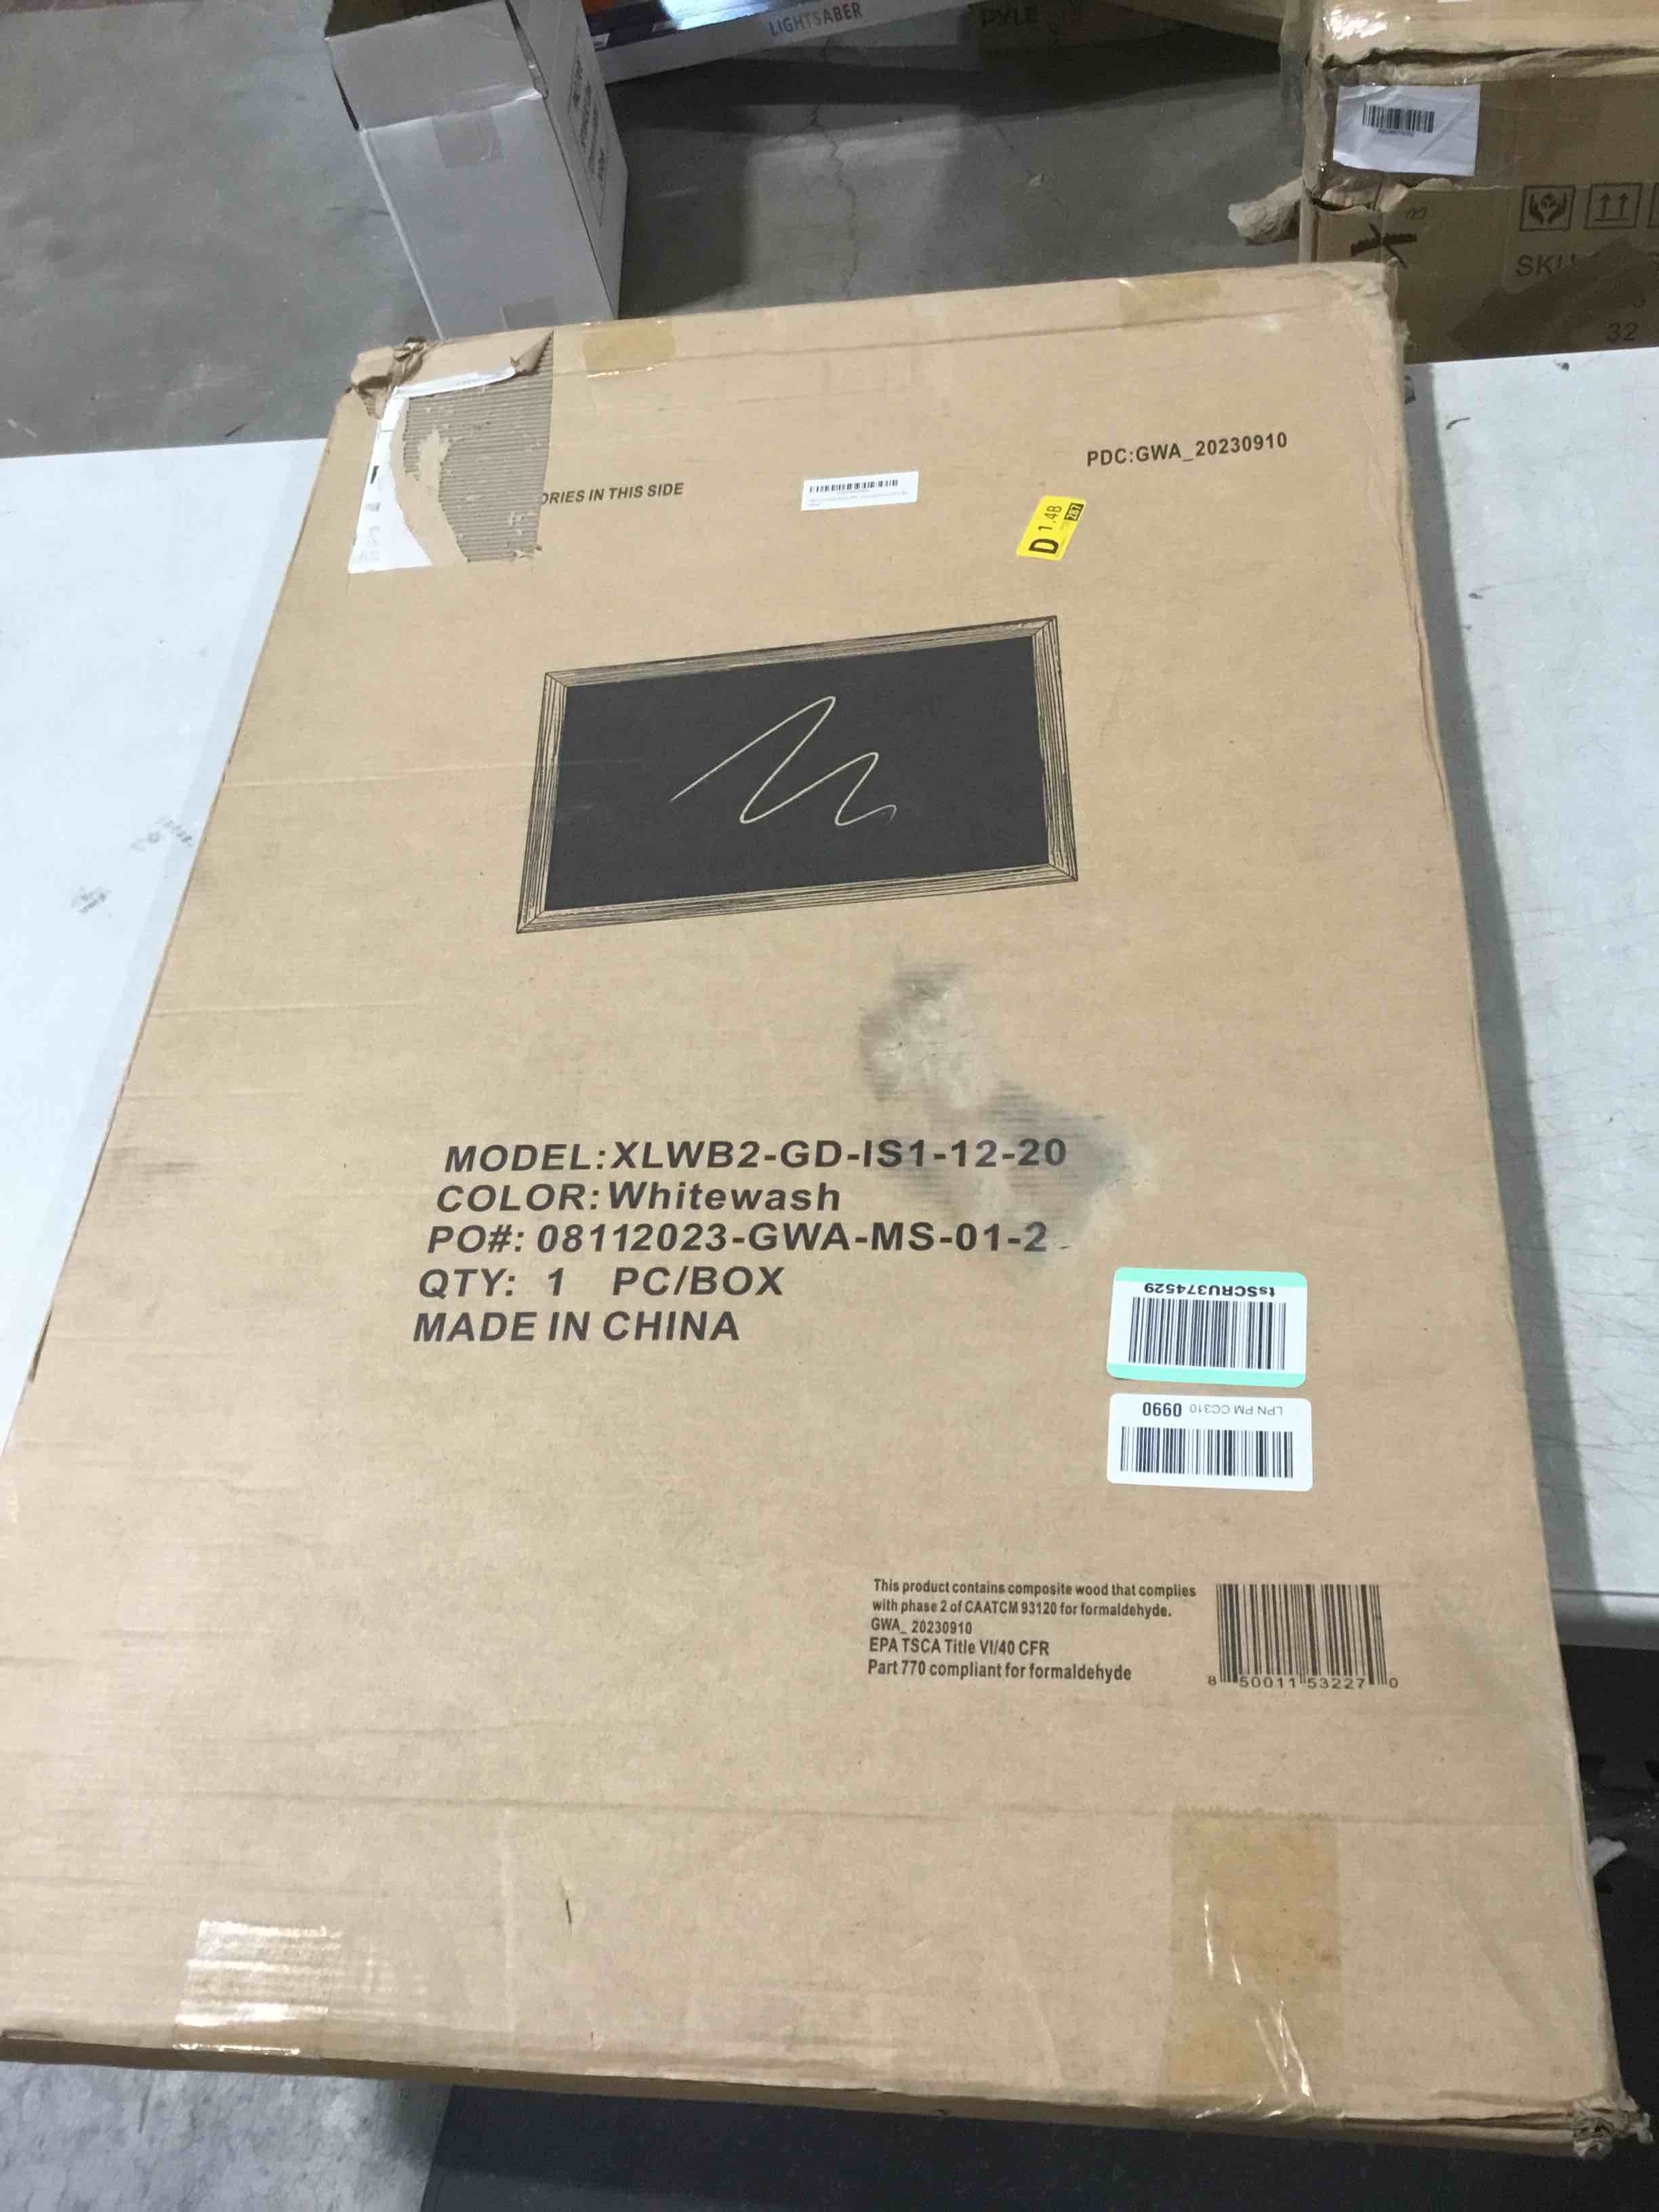 LIGHTSABER
PYLE
SKU
32
PDC:GWA_20230910
ORIES IN THIS SIDE
D 1.4B
287
MODEL:XLWB2-GD-IS1-12-20
COLOR:Whitewash
PO#: 08112023-GWA-MS-01-2
QTY: 1 PC/BOX
MADE IN CHINA
tsSCRU374529
LPN PM CC310 0990
This product contains composite wood that complies
with phase 2 of CAATCM 93120 for formaldehyde.
GWA_ 20230910
EPA TSCA Title VI/40 CFR
Part 770 compliant for formaldehyde
8 50011 53227 0